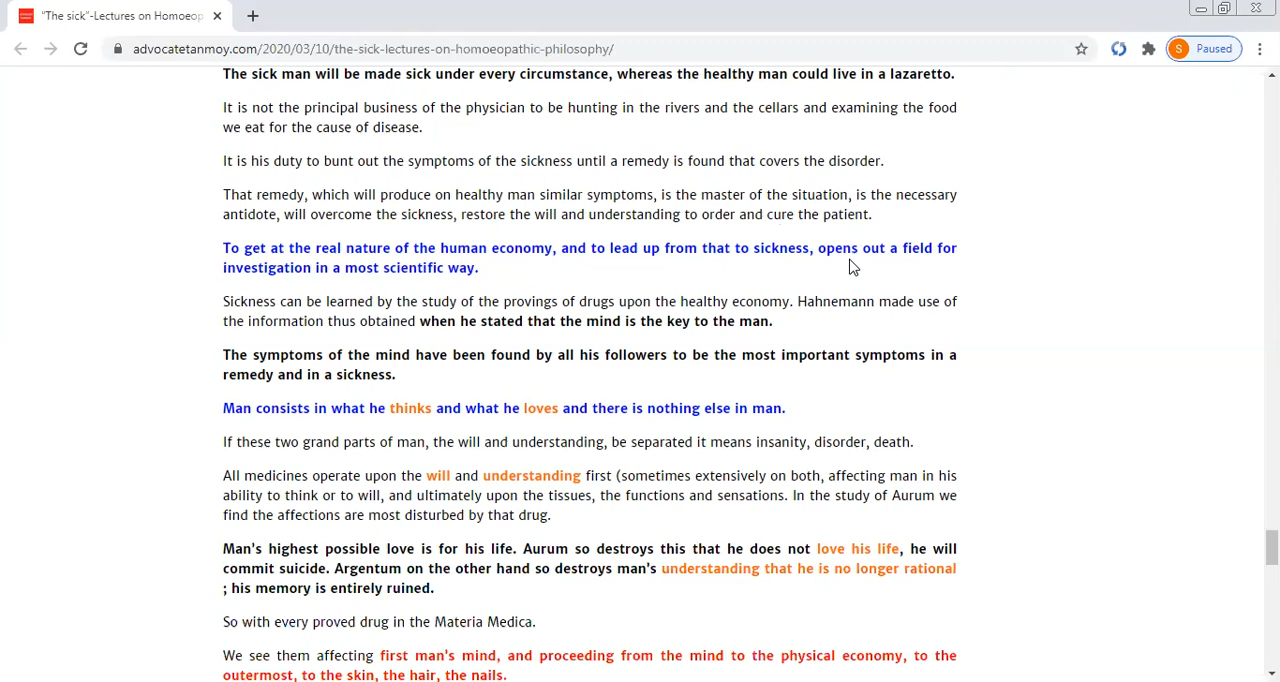 "The sick"-Lectures on Homoeop
advocatetanmoy.com/2020/03/10/the-sick-lectures-on-homoeopathic-philosophy/
S Paused
The sick man will be made sick under every circumstance, whereas the healthy man could live in a lazaretto.
It is not the principal business of the physician to be hunting in the rivers and the cellars and examining the food
we eat for the cause of disease.
It is his duty to bunt out the symptoms of the sickness until a remedy is found that covers the disorder.
That remedy, which will produce on healthy man similar symptoms, is the master of the situation, is the necessary
antidote, will overcome the sickness, restore the will and understanding to order and cure the patient.
To get at the real nature of the human economy, and to lead up from that to sickness, opens out a field for
investigation in a most scientific way.
Sickness can be learned by the study of the provings of drugs upon the healthy economy. Hahnemann made use of
the information thus obtained when he stated that the mind is the key to the man.
The symptoms of the mind have been found by all his followers to be the most important symptoms in a
remedy and in a sickness.
Man consists in what he thinks and what he loves and there is nothing else in man.
If these two grand parts of man, the will and understanding, be separated it means insanity, disorder, death.
All medicines operate upon the will and understanding first (sometimes extensively on both, affecting man in his
ability to think or to will, and ultimately upon the tissues, the functions and sensations. In the study of Aurum we
find the affections are most disturbed by that drug.
Man's highest possible love is for his life. Aurum so destroys this that he does not love his life, he will
commit suicide. Argentum on the other hand so destroys man's understanding that he is no longer rational
; his memory is entirely ruined.
So with every proved drug in the Materia Medica.
We see them affecting first man's mind, and proceeding from the mind to the physical economy, to the
outermost, to the skin, the hair, the nails.